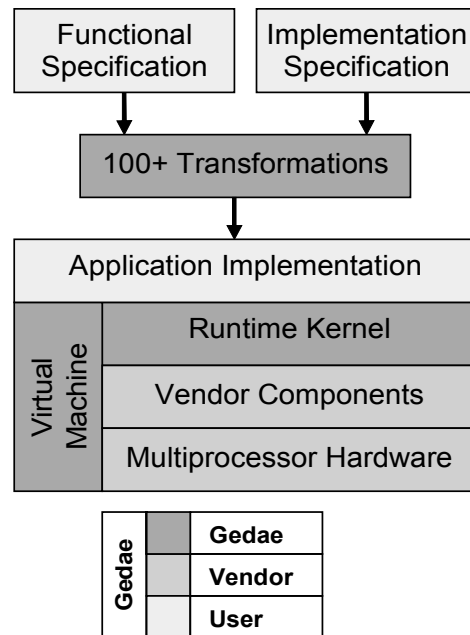 Functional
Specification
Implementation
Specification
100+ Transformations
Application Implementation
Virtual
Machine
Runtime Kernel
Vendor Components
Multiprocessor Hardware
Gedae
Gedae
Vendor
User